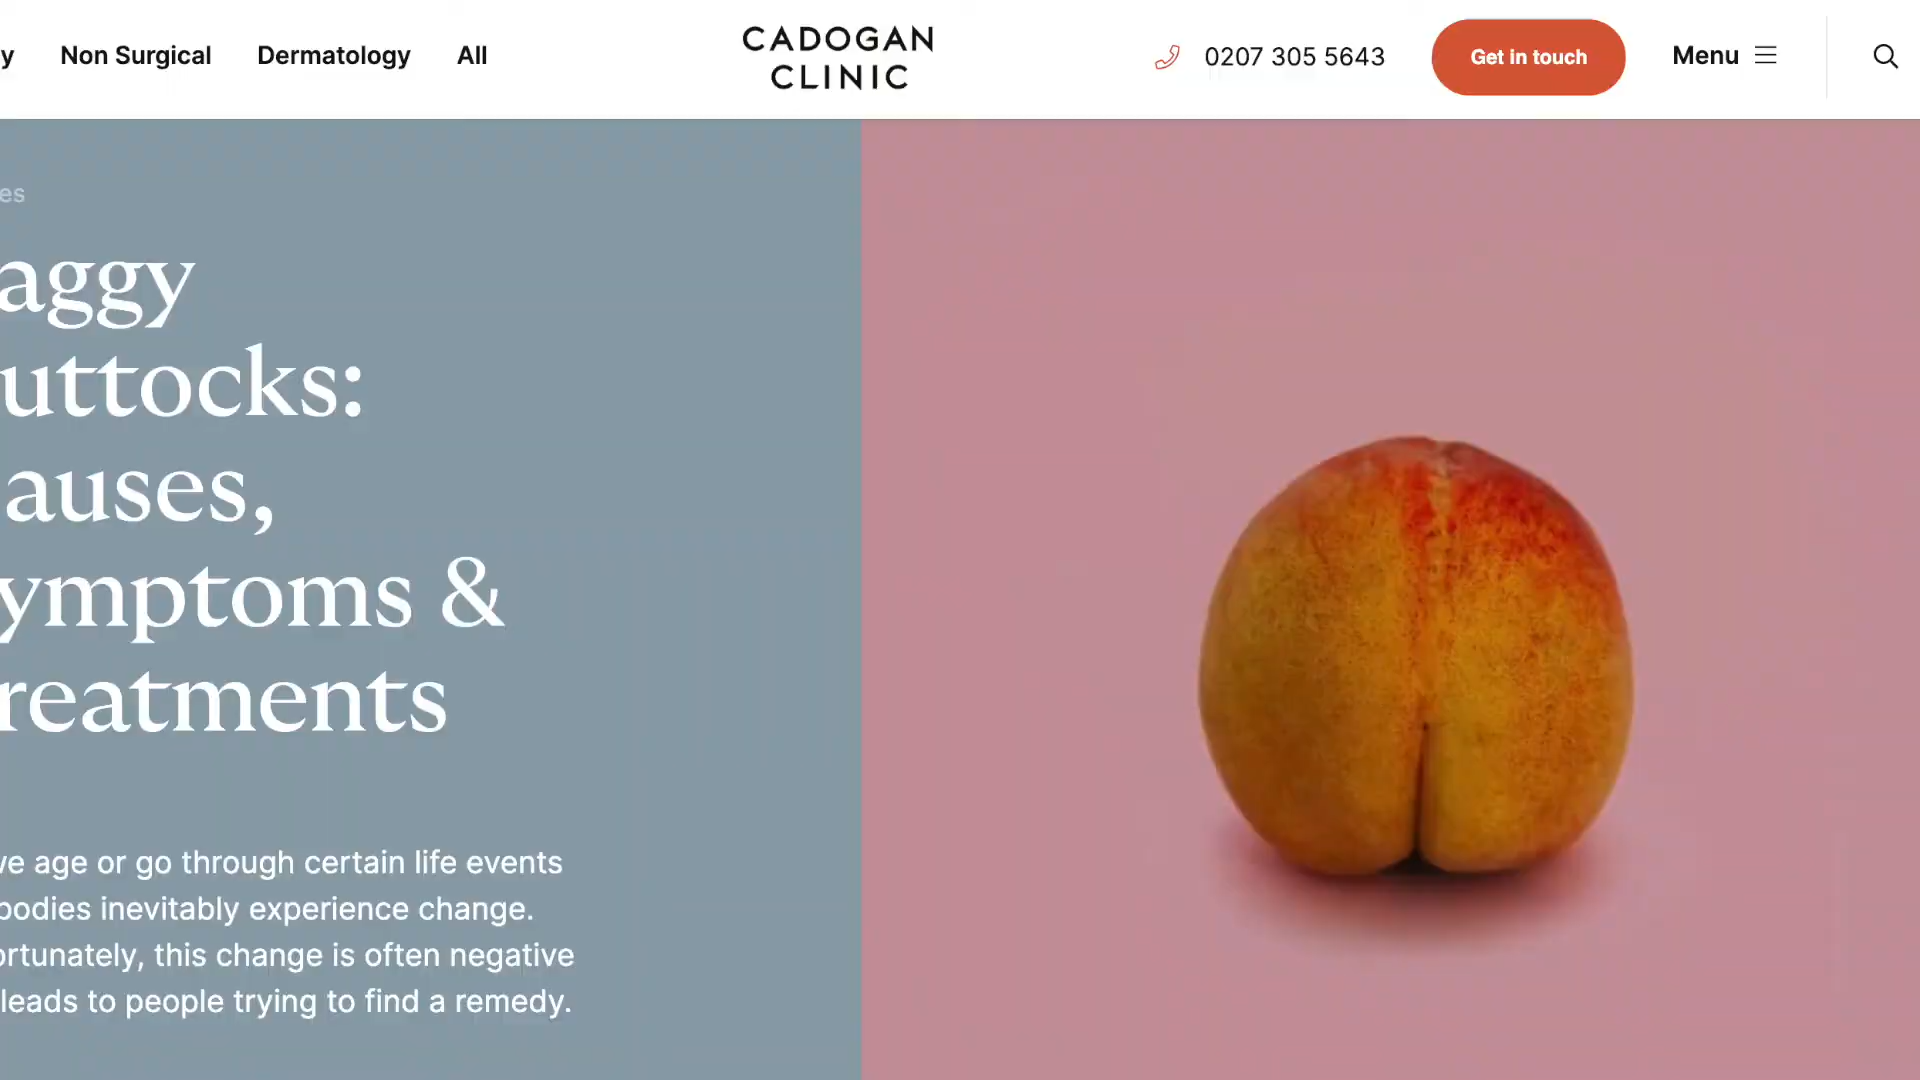 y Non Surgical Dermatology All CADOGAN CLINIC 0207 305 5643 Get in touch Menu
es
aggy
uttocks:
auses,
ymptoms &
reatments
we age or go through certain life events
bodies inevitably experience change.
ortunately, this change is often negative
leads to people trying to find a remedy.